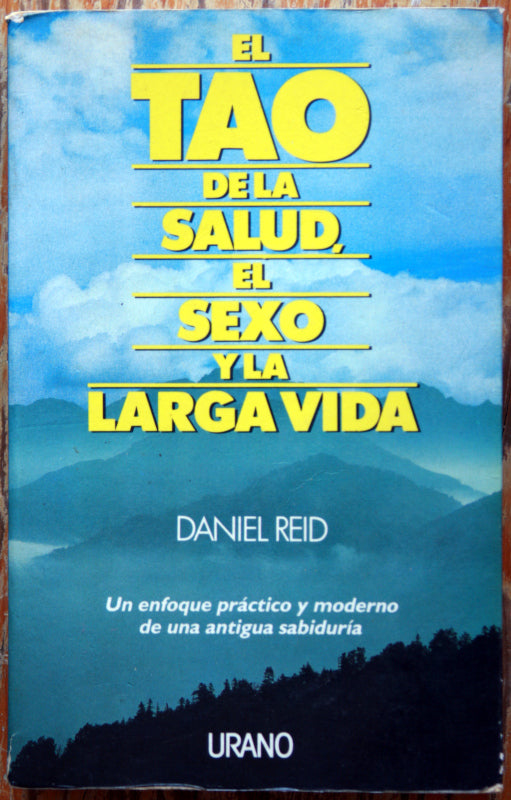 EL
TAO
DE LA
SALUD,
EL
SEXO
Y LA
LARGA VIDA
DANIEL REID
Un enfoque práctico y moderno
de una antigua sabiduría
URANO